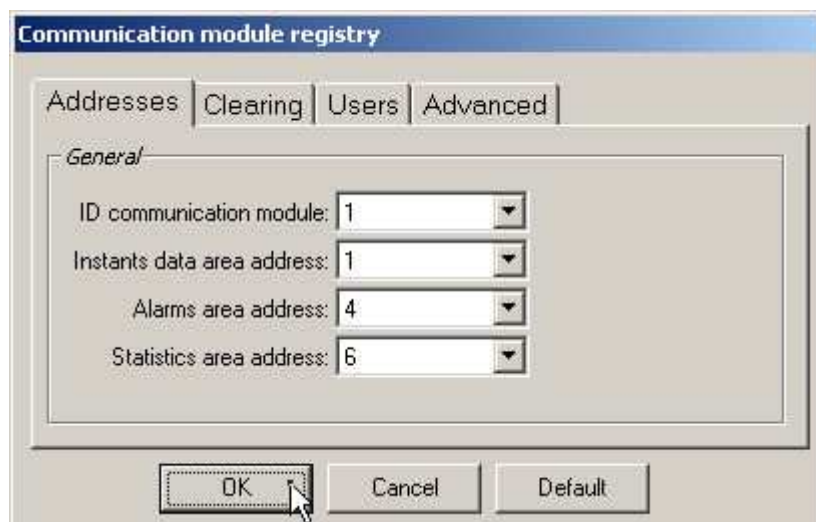 Communication module registry
Addresses Clearing Users Advanced
General
ID communication module: 1
Instants data area address: 1
Alarms area address: 4
Statistics area address: 6
OK Cancel Default